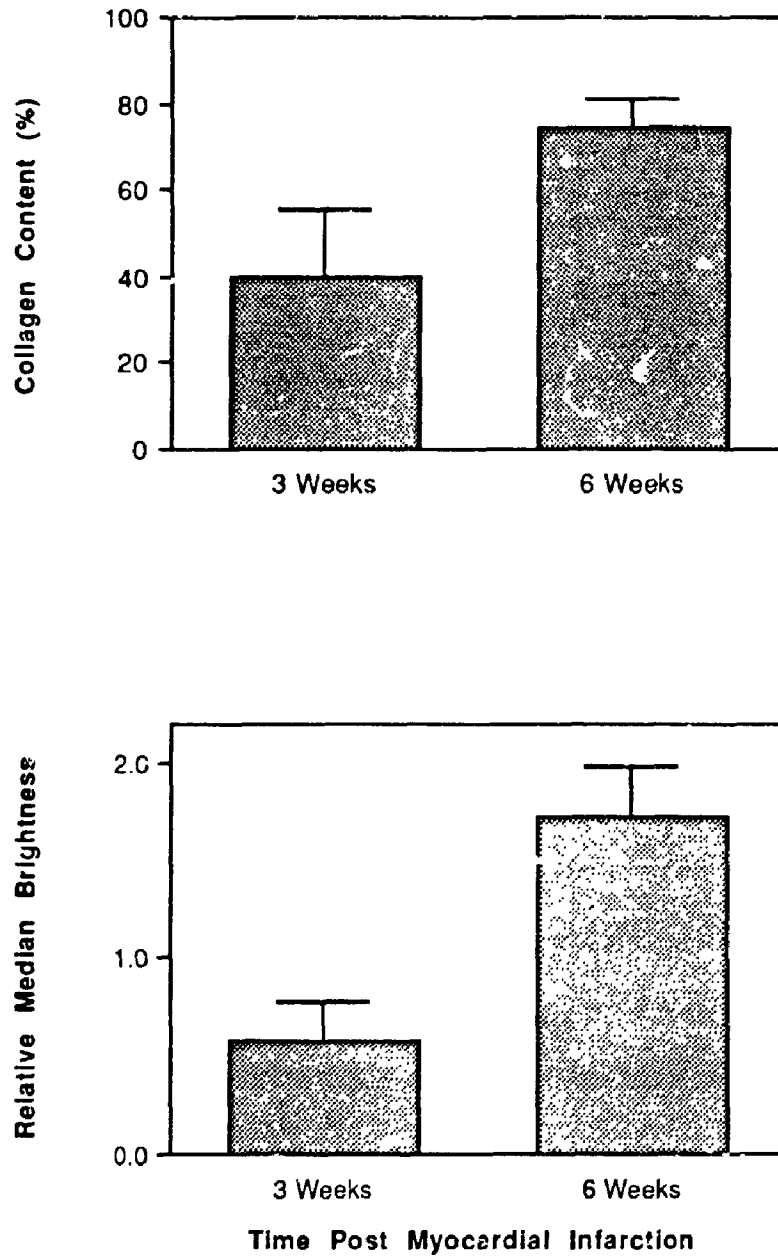 Collagen Content (%)
100
80
60
40
20
0
3 Weeks
6 Weeks
Relative Median Brightness
2.0
1.0
0.0
3 Weeks
6 Weeks
Time Post Myocardial Infarction